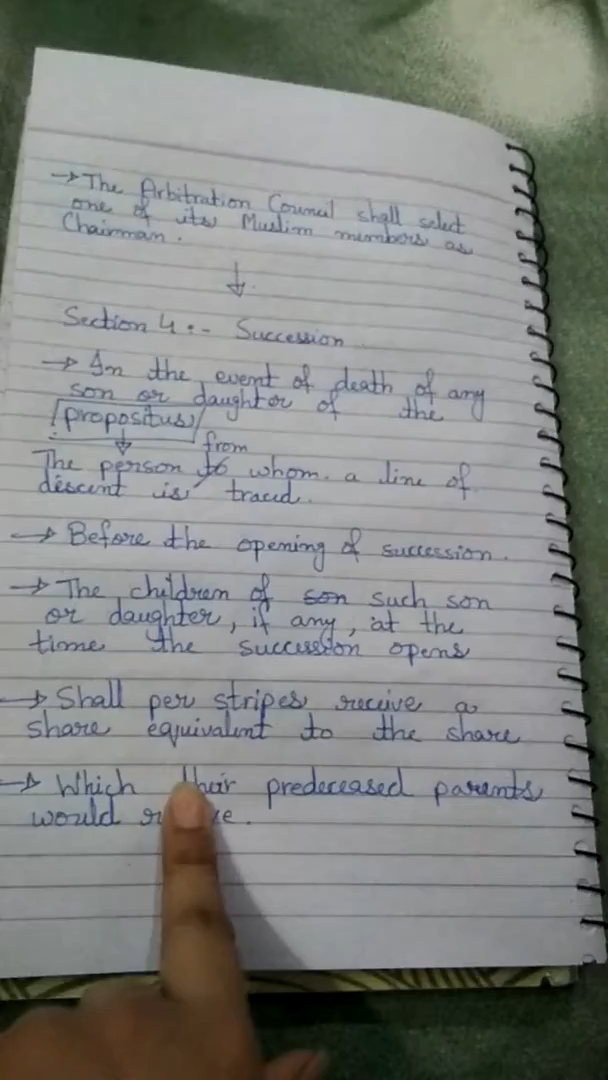 → The Arbitration Council shall select
one of its Muslim members as
Chairman.
↓
Section 4 :- Succession
→ In the event of death of any
son or daughter of the
/propositus/
↓ from
The person to whom a line of
descent is traced.
→ Before the opening of succession.
→ The children of son such son
or daughter, if any, at the
time the succession opens
→ Shall per stripes receive a
share equivalent to the share
→ Which their predeceased parents
would